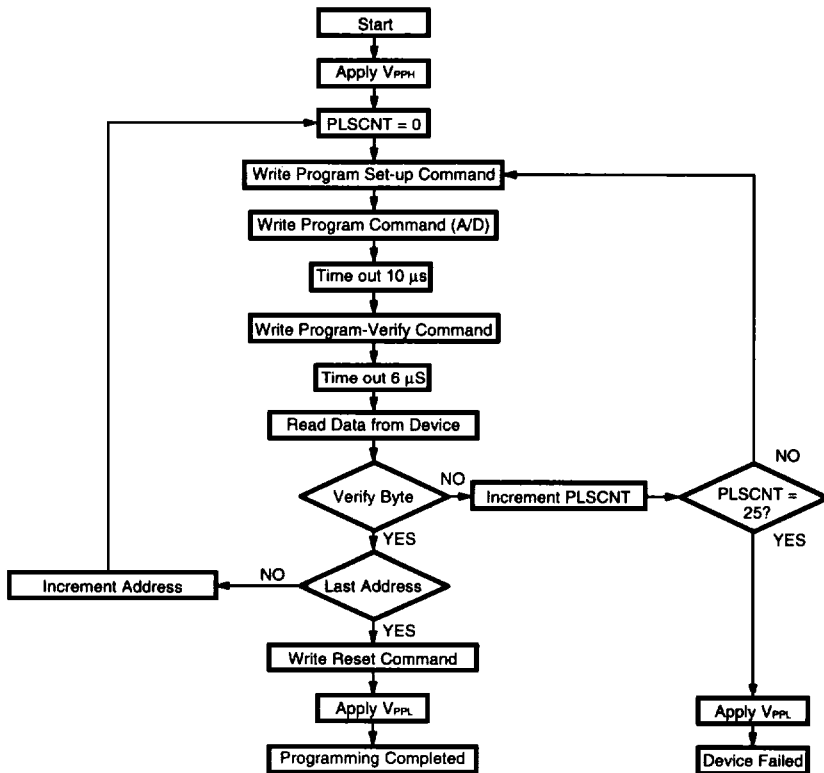 Start
Apply VPPH
PLSCNT = 0
Write Program Set-up Command
Write Program Command (A/D)
Time out 10 µs
Write Program-Verify Command
Time out 6 µS
Read Data from Device
Verify Byte
NO
Increment PLSCNT
PLSCNT =
25?
NO
YES
YES
Last Address
NO
Increment Address
YES
Write Reset Command
Apply VPPL
Programming Completed
Apply VPPL
Device Failed